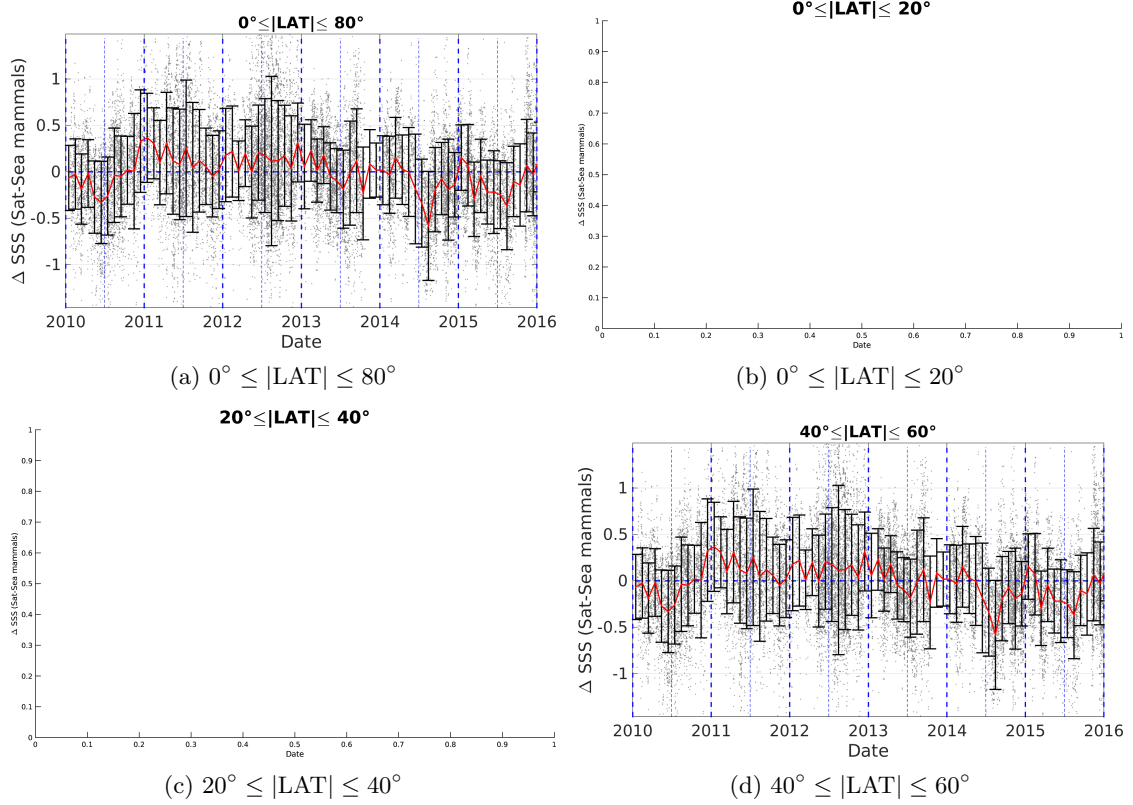 0°≤|LAT|≤ 80°
Δ SSS (Sat-Sea mammals)
1
0.5
0
-0.5
-1
2010 2011 2012 2013 2014 2015 2016
Date
(a) 0° ≤ |LAT| ≤ 80°
0°≤|LAT|≤ 20°
Δ SSS (Sat-Sea mammals)
1
0.9
0.8
0.7
0.6
0.5
0.4
0.3
0.2
0.1
0
0 0.1 0.2 0.3 0.4 0.5 0.6 0.7 0.8 0.9 1
Date
(b) 0° ≤ |LAT| ≤ 20°
20°≤|LAT|≤ 40°
Δ SSS (Sat-Sea mammals)
1
0.9
0.8
0.7
0.6
0.5
0.4
0.3
0.2
0.1
0
0 0.1 0.2 0.3 0.4 0.5 0.6 0.7 0.8 0.9 1
Date
(c) 20° ≤ |LAT| ≤ 40°
40°≤|LAT|≤ 60°
Δ SSS (Sat-Sea mammals)
1
0.5
0
-0.5
-1
2010 2011 2012 2013 2014 2015 2016
Date
(d) 40° ≤ |LAT| ≤ 60°